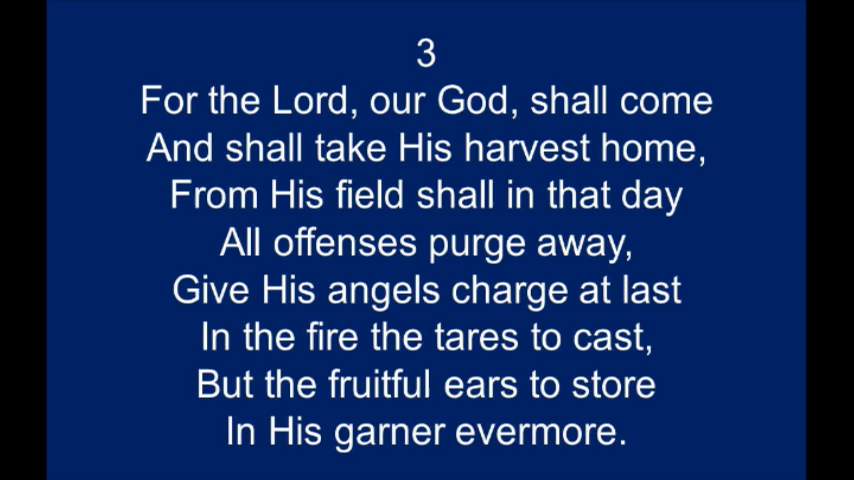 3
For the Lord, our God, shall come
And shall take His harvest home,
From His field shall in that day
All offenses purge away,
Give His angels charge at last
In the fire the tares to cast,
But the fruitful ears to store
In His garner evermore.